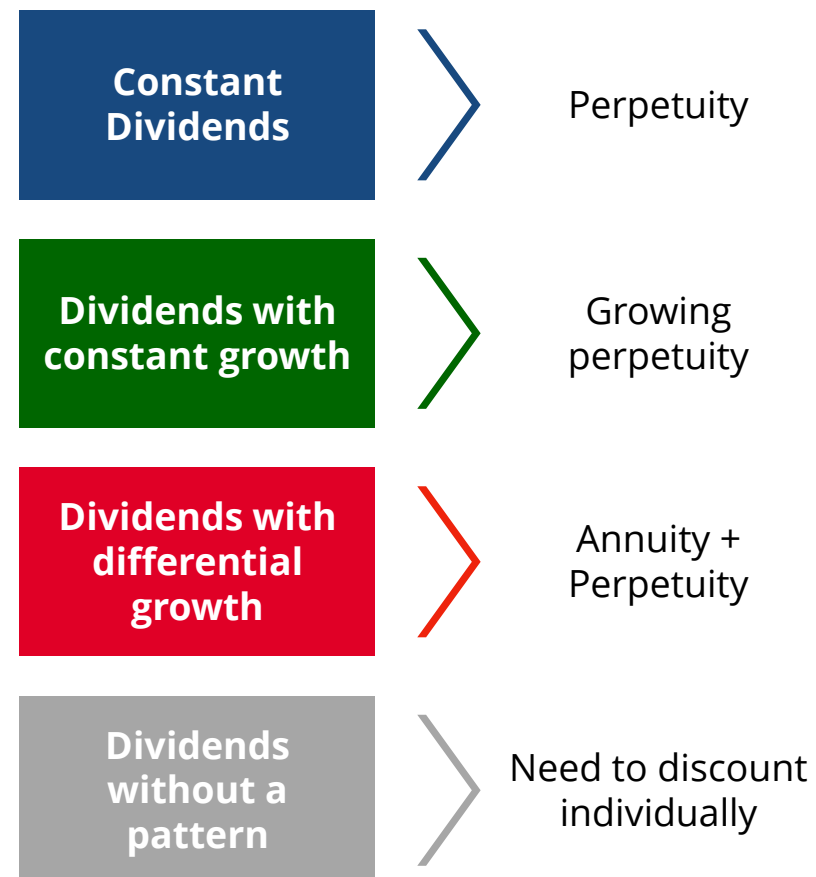 Constant
Dividends
Perpetuity
Dividends with
constant growth
Growing
perpetuity
Dividends with
differential
growth
Annuity +
Perpetuity
Dividends
without a
pattern
Need to discount
individually